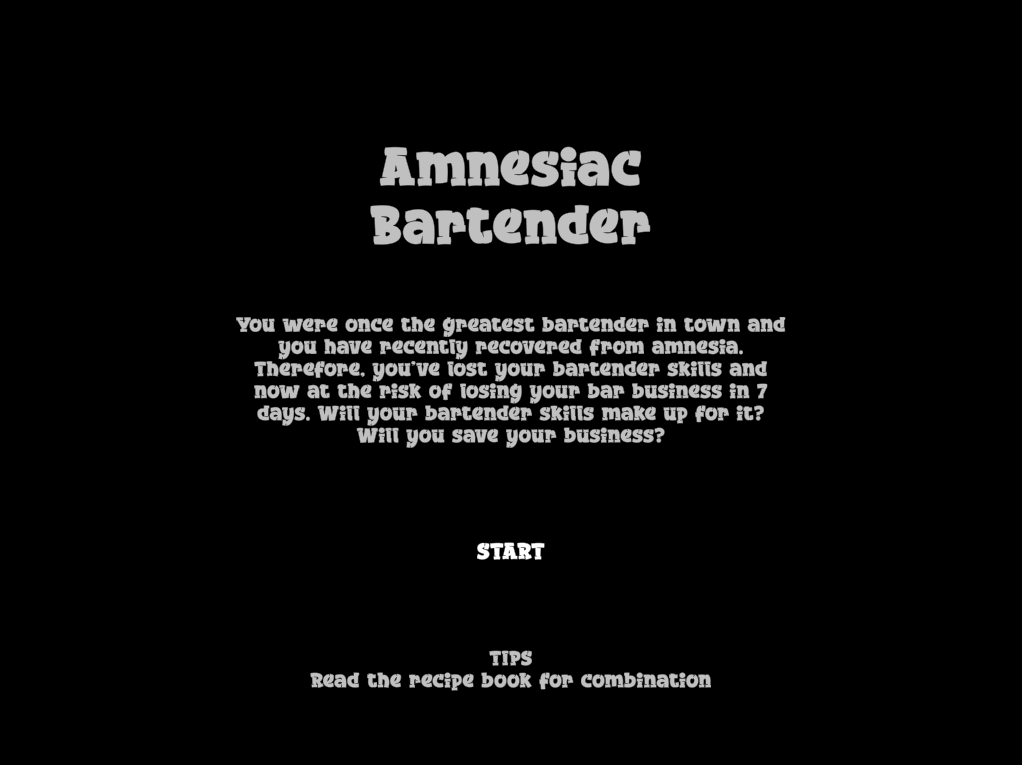 Amnesiac
Bartender
You were once the greatest bartender in town and
you have recently recovered from amnesia.
Therefore, you've lost your bartender skills and
now at the risk of losing your bar business in 7
days. Will your bartender skills make up for it?
Will you save your business?
START
TIPS
Read the recipe book for combination